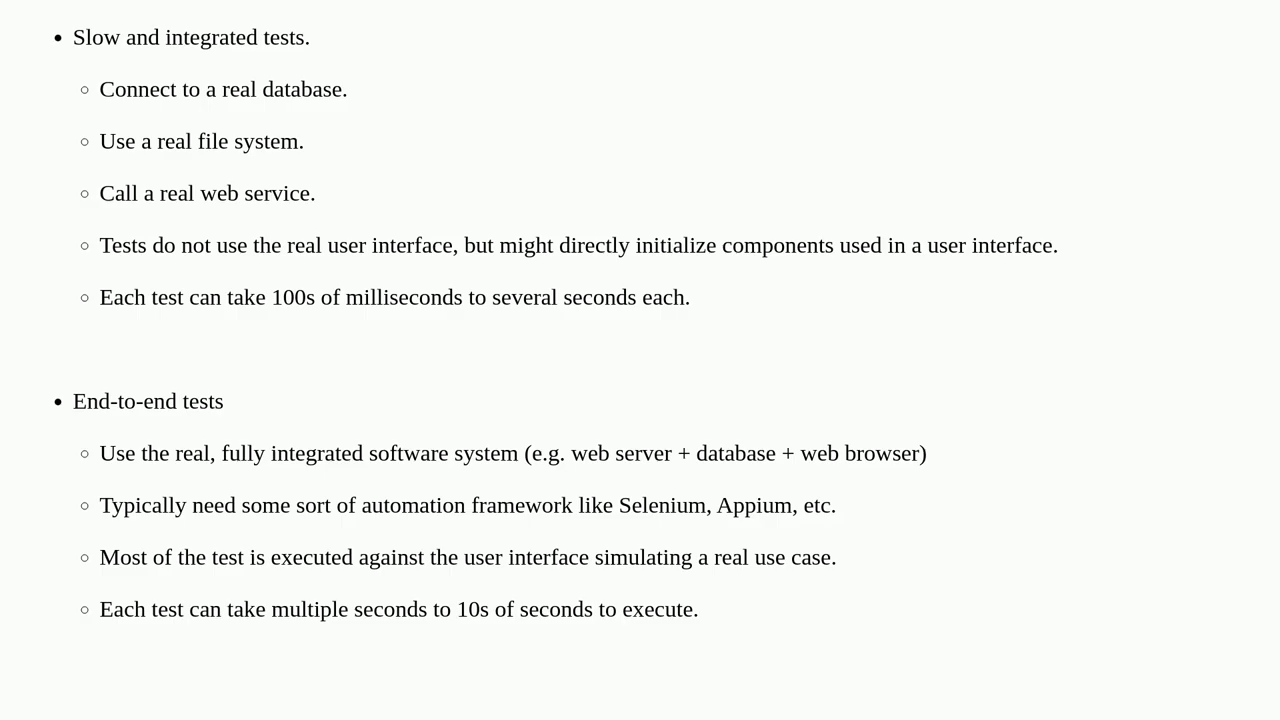 • Slow and integrated tests.
○ Connect to a real database.
○ Use a real file system.
○ Call a real web service.
○ Tests do not use the real user interface, but might directly initialize components used in a user interface.
○ Each test can take 100s of milliseconds to several seconds each.
• End-to-end tests
○ Use the real, fully integrated software system (e.g. web server + database + web browser)
○ Typically need some sort of automation framework like Selenium, Appium, etc.
○ Most of the test is executed against the user interface simulating a real use case.
○ Each test can take multiple seconds to 10s of seconds to execute.